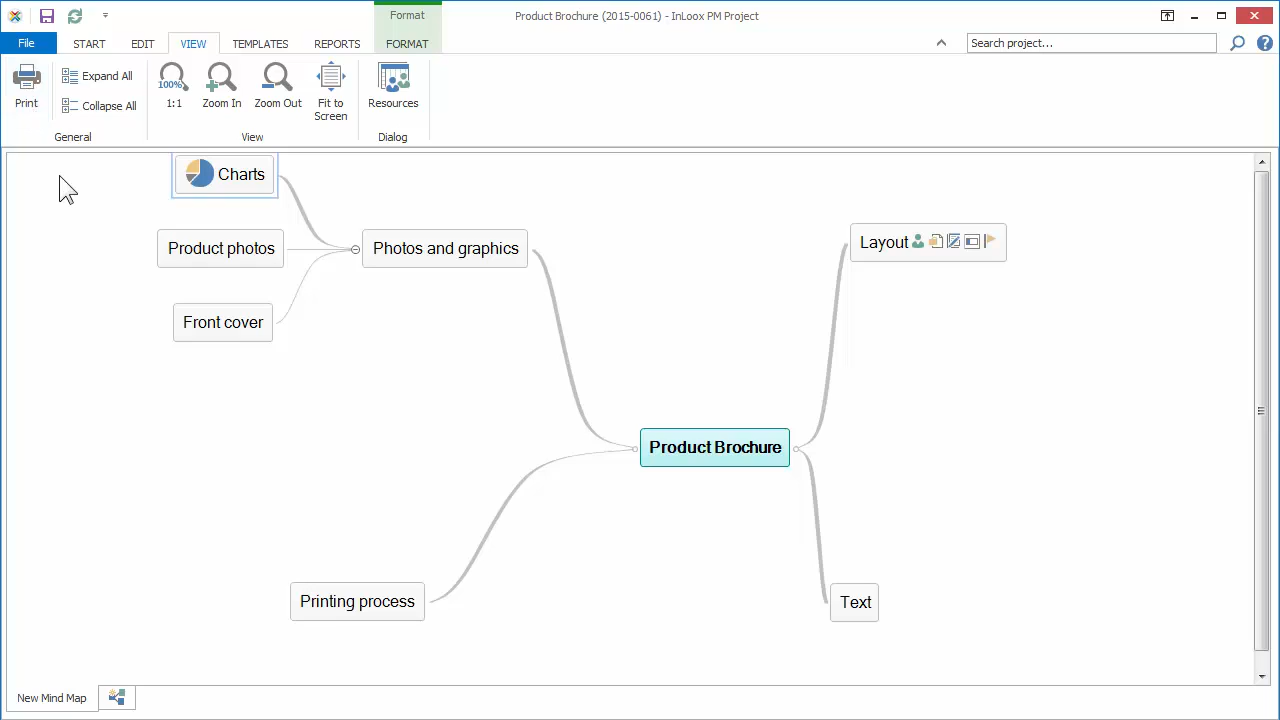 Format
Product Brochure (2015-0061) - InLoox PM Project
File
START
EDIT
VIEW
TEMPLATES
REPORTS
FORMAT
Search project...
Print
Expand All
Collapse All
General
100%
1:1
Zoom In
Zoom Out
Fit to
Screen
View
Resources
Dialog
Charts
Product photos
Photos and graphics
Layout
Front cover
Product Brochure
Printing process
Text
New Mind Map